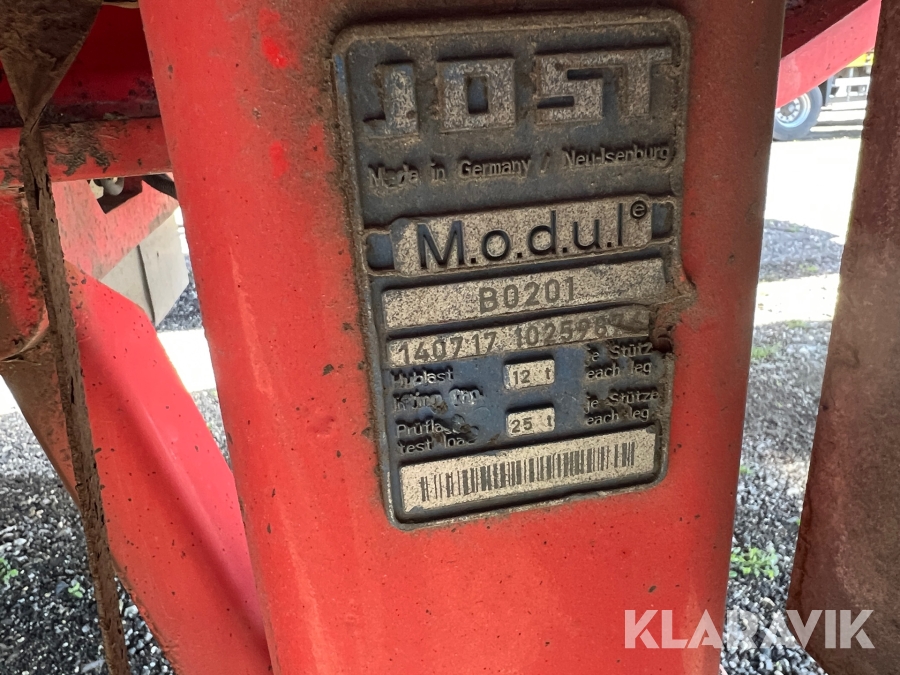 JOST
Made in Germany / Neu-Isenburg
M.o.d.u.l®
B0201
140717
Hublast 12 t je Stütze
each leg
Prüflast 25 t je Stütze
test load each leg
KLARAVIK